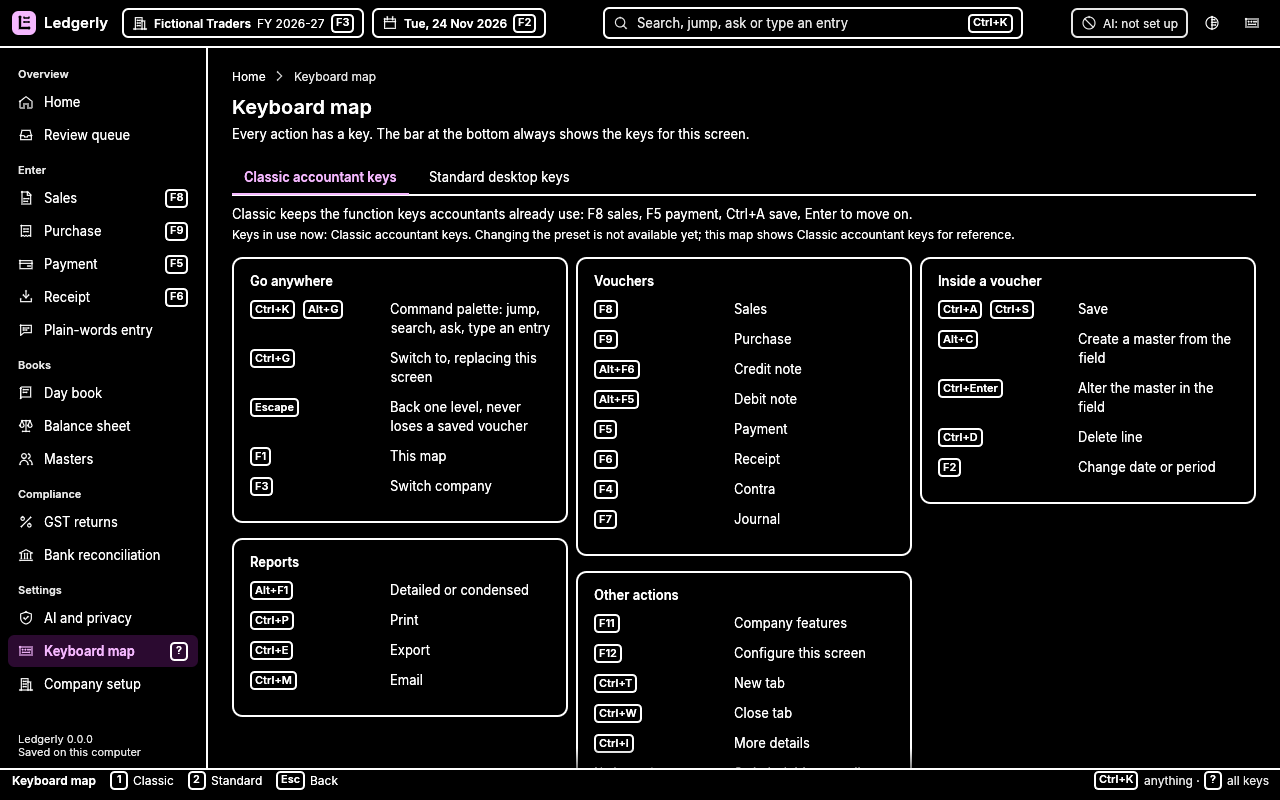 Ledgerly
Fictional Traders FY 2026-27 F3
Tue, 24 Nov 2026 F2
Search, jump, ask or type an entry Ctrl+K
AI: not set up
Overview
Home
Review queue
Enter
Sales F8
Purchase F9
Payment F5
Receipt F6
Plain-words entry
Books
Day book
Balance sheet
Masters
Compliance
GST returns
Bank reconciliation
Settings
AI and privacy
Keyboard map ?
Company setup
Ledgerly 0.0.0
Saved on this computer
Home > Keyboard map
Keyboard map
Every action has a key. The bar at the bottom always shows the keys for this screen.
Classic accountant keys Standard desktop keys
Classic keeps the function keys accountants already use: F8 sales, F5 payment, Ctrl+A save, Enter to move on.
Keys in use now: Classic accountant keys. Changing the preset is not available yet; this map shows Classic accountant keys for reference.
Go anywhere
Ctrl+K Alt+G Command palette: jump,
search, ask, type an entry
Ctrl+G Switch to, replacing this
screen
Escape Back one level, never
loses a saved voucher
F1 This map
F3 Switch company
Reports
Alt+F1 Detailed or condensed
Ctrl+P Print
Ctrl+E Export
Ctrl+M Email
Vouchers
F8 Sales
F9 Purchase
Alt+F6 Credit note
Alt+F5 Debit note
F5 Payment
F6 Receipt
F4 Contra
F7 Journal
Other actions
F11 Company features
F12 Configure this screen
Ctrl+T New tab
Ctrl+W Close tab
Ctrl+I More details
Inside a voucher
Ctrl+A Ctrl+S Save
Alt+C Create a master from the
field
Ctrl+Enter Alter the master in the
field
Ctrl+D Delete line
F2 Change date or period
Keyboard map 1 Classic 2 Standard Esc Back
Ctrl+K anything · ? all keys